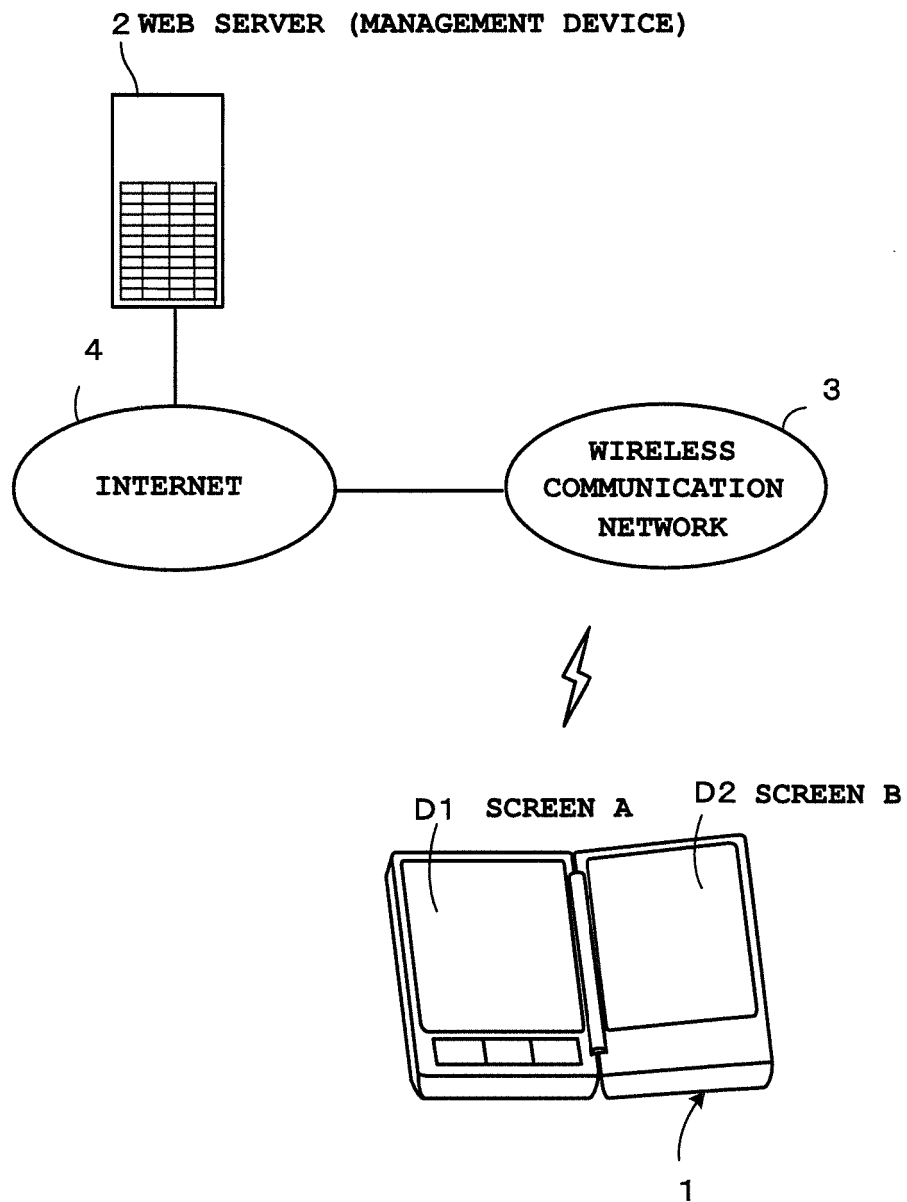 2 WEB SERVER (MANAGEMENT DEVICE)
4
3
INTERNET
WIRELESS
COMMUNICATION
NETWORK
D1 SCREEN A
D2 SCREEN B
1